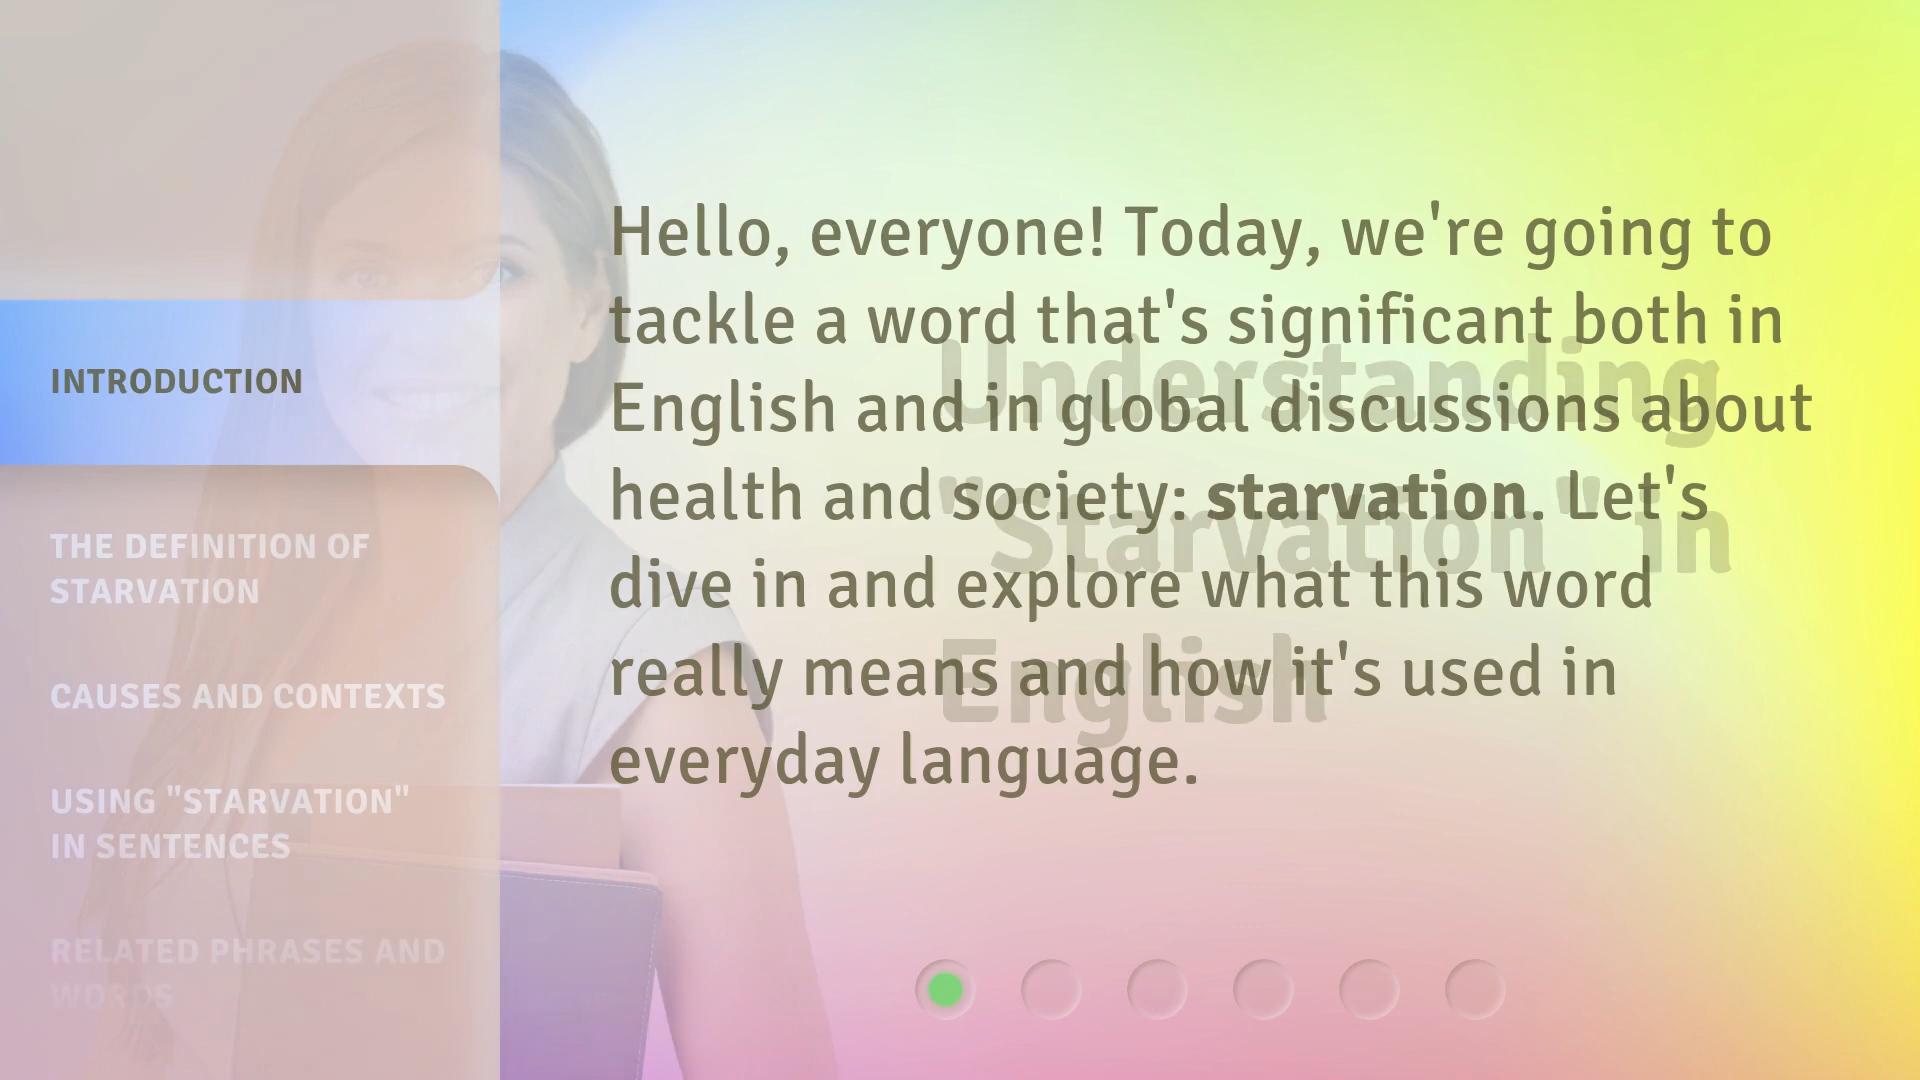 INTRODUCTION
THE DEFINITION OF
STARVATION
CAUSES AND CONTEXTS
USING "STARVATION"
IN SENTENCES
RELATED PHRASES AND
WORDS
Hello, everyone! Today, we're going to
tackle a word that's significant both in
English and in global discussions about
health and society: starvation. Let's
dive in and explore what this word
really means and how it's used in
everyday language.
Understanding
"Starvation" in
English